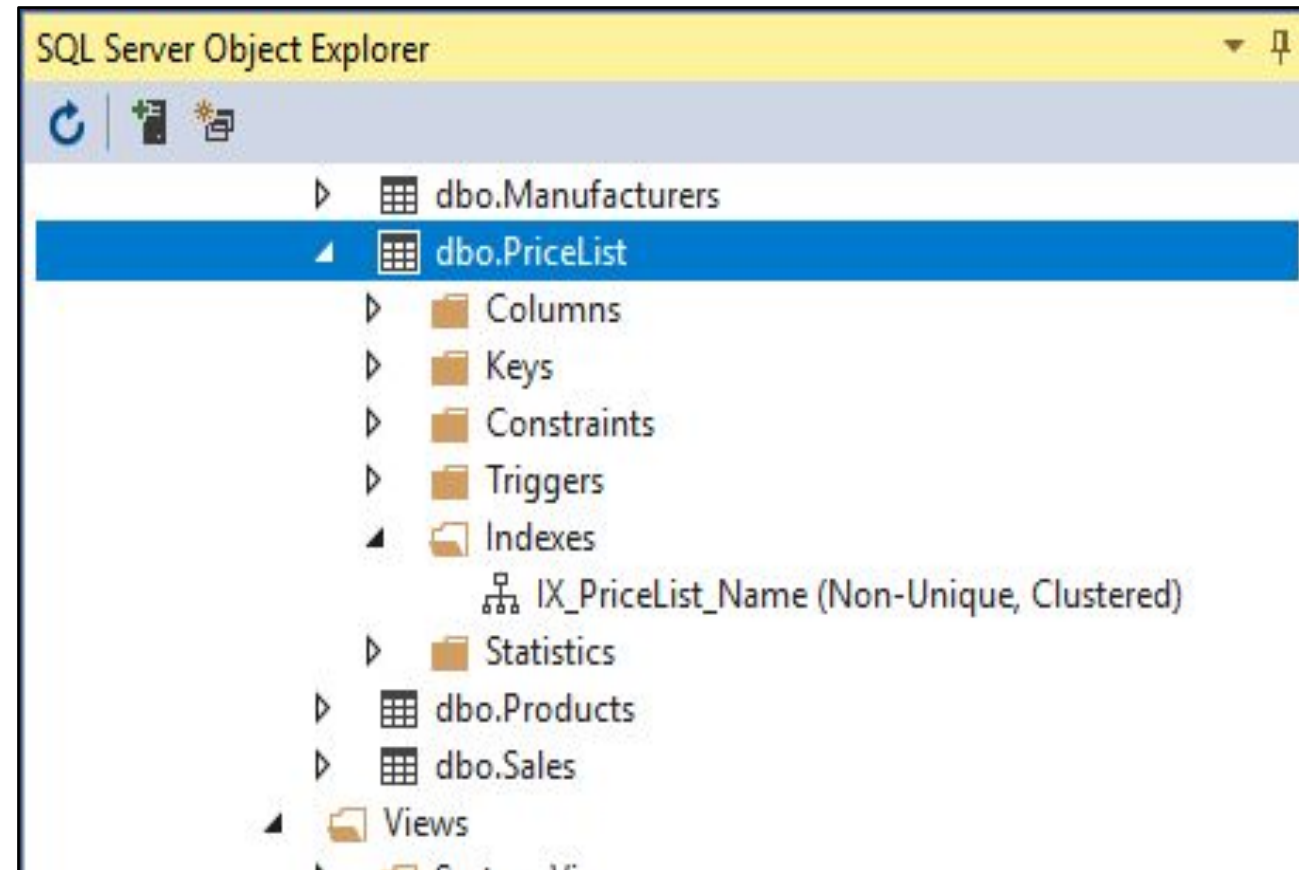 SQL Server Object Explorer
dbo.Manufacturers
dbo.PriceList
Columns
Keys
Constraints
Triggers
Indexes
IX_PriceList_Name (Non-Unique, Clustered)
Statistics
dbo.Products
dbo.Sales
Views